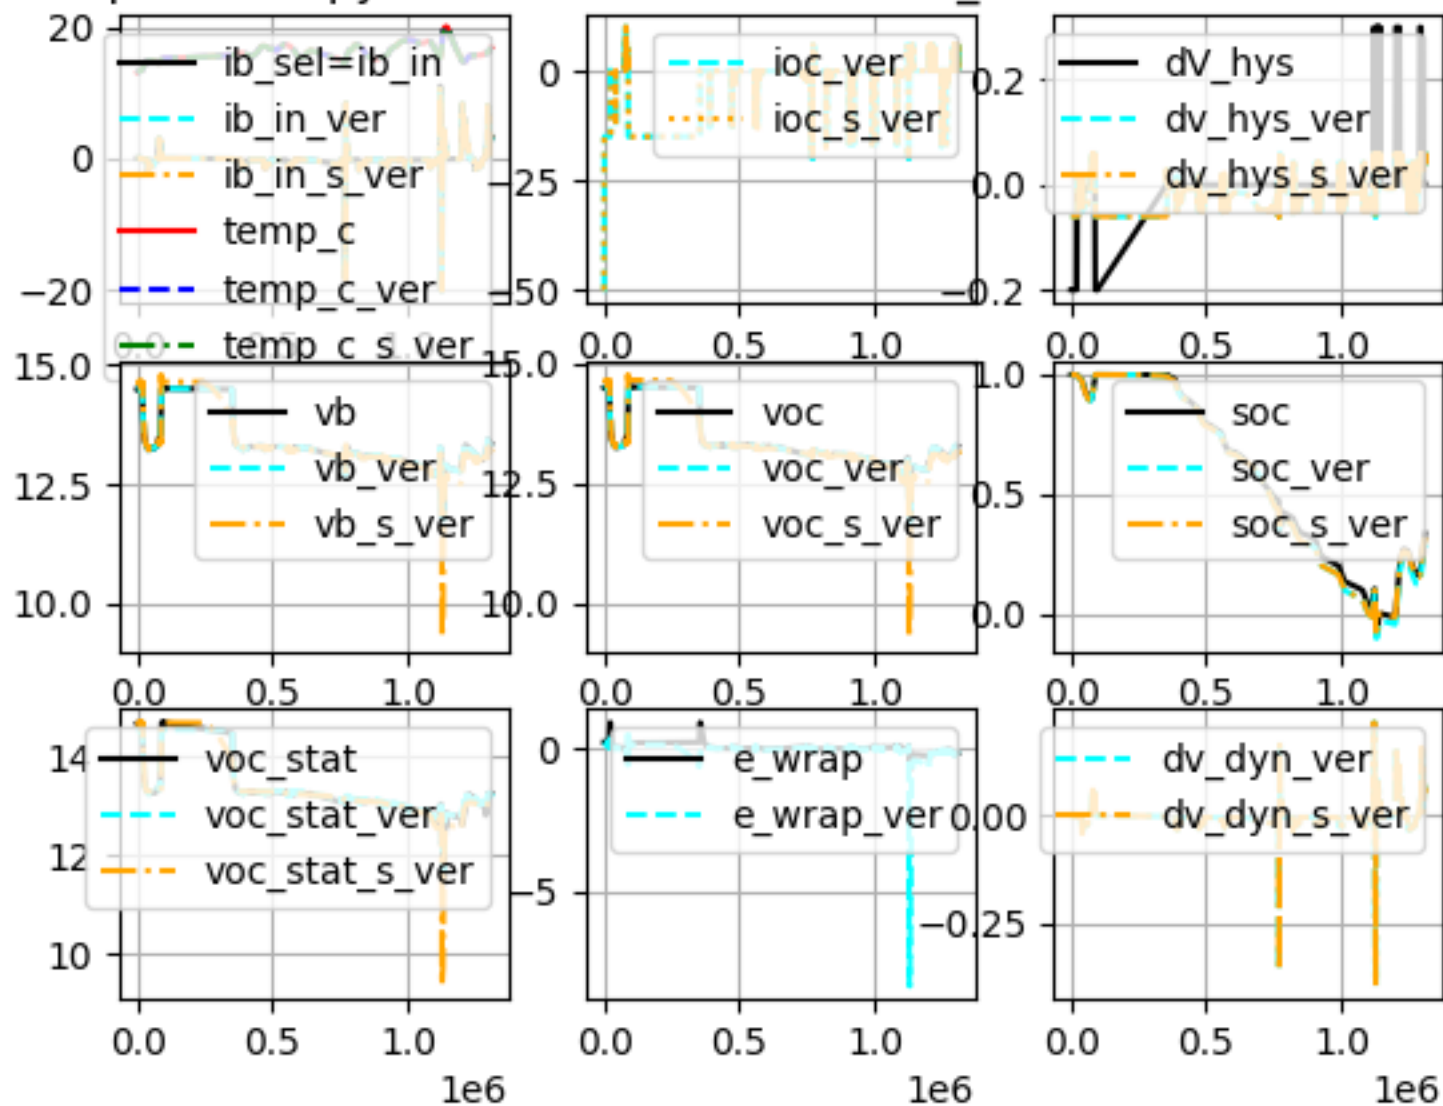 20
0
−20
ib_sel=ib_in
ib_in_ver
ib_in_s_ver
temp_c
temp_c_ver
temp_c_s_ver
0
−25
−50
ioc_ver
ioc_s_ver
0.0 0.5 1.0
0.2
0.0
−0.2
dV_hys
dv_hys_ver
dv_hys_s_ver
0.0 0.5 1.0
15.0
12.5
10.0
vb
vb_ver
vb_s_ver
0.0 0.5 1.0
15.0
12.5
10.0
voc
voc_ver
voc_s_ver
0.0 0.5 1.0
1.0
0.5
0.0
soc
soc_ver
soc_s_ver
0.0 0.5 1.0
14
12
10
voc_stat
voc_stat_ver
voc_stat_s_ver
0.0 0.5 1.0
1e6
0
−5
e_wrap
e_wrap_ver
0.0 0.5 1.0
1e6
0.00
−0.25
dv_dyn_ver
dv_dyn_s_ver
0.0 0.5 1.0
1e6